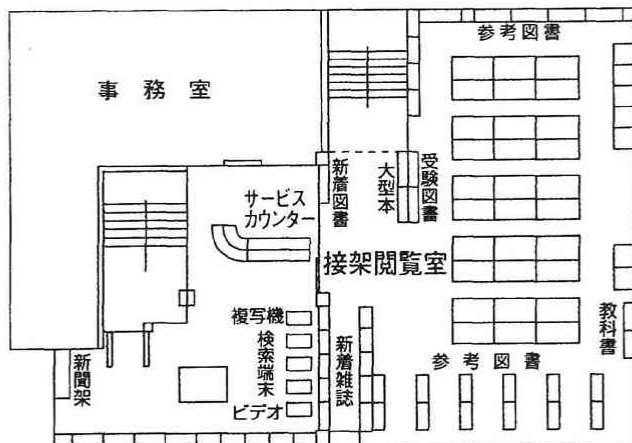 参考図書
事務室
新着図書
大型本
受験図書
サービス
カウンター
接架閲覧室
複写機
検索端末
ビデオ
新聞架
新着雑誌
参考図書
教科書